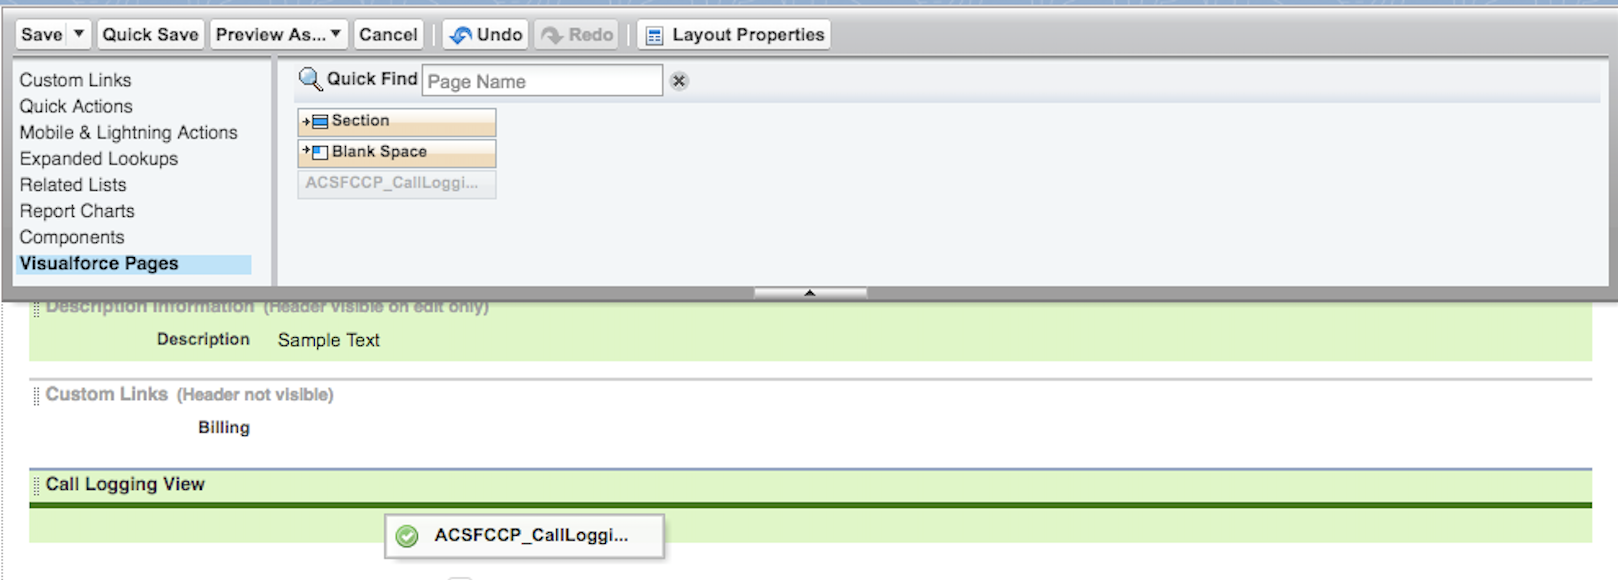 Save Quick Save Preview As... Cancel Undo Redo Layout Properties
Custom Links
Quick Actions
Mobile & Lightning Actions
Expanded Lookups
Related Lists
Report Charts
Components
Visualforce Pages
Quick Find Page Name
Section
Blank Space
ACSFCCP_CallLoggi...
Description Information (Header visible on edit only)
Description Sample Text
Custom Links (Header not visible)
Billing
Call Logging View
ACSFCCP_CallLoggi...